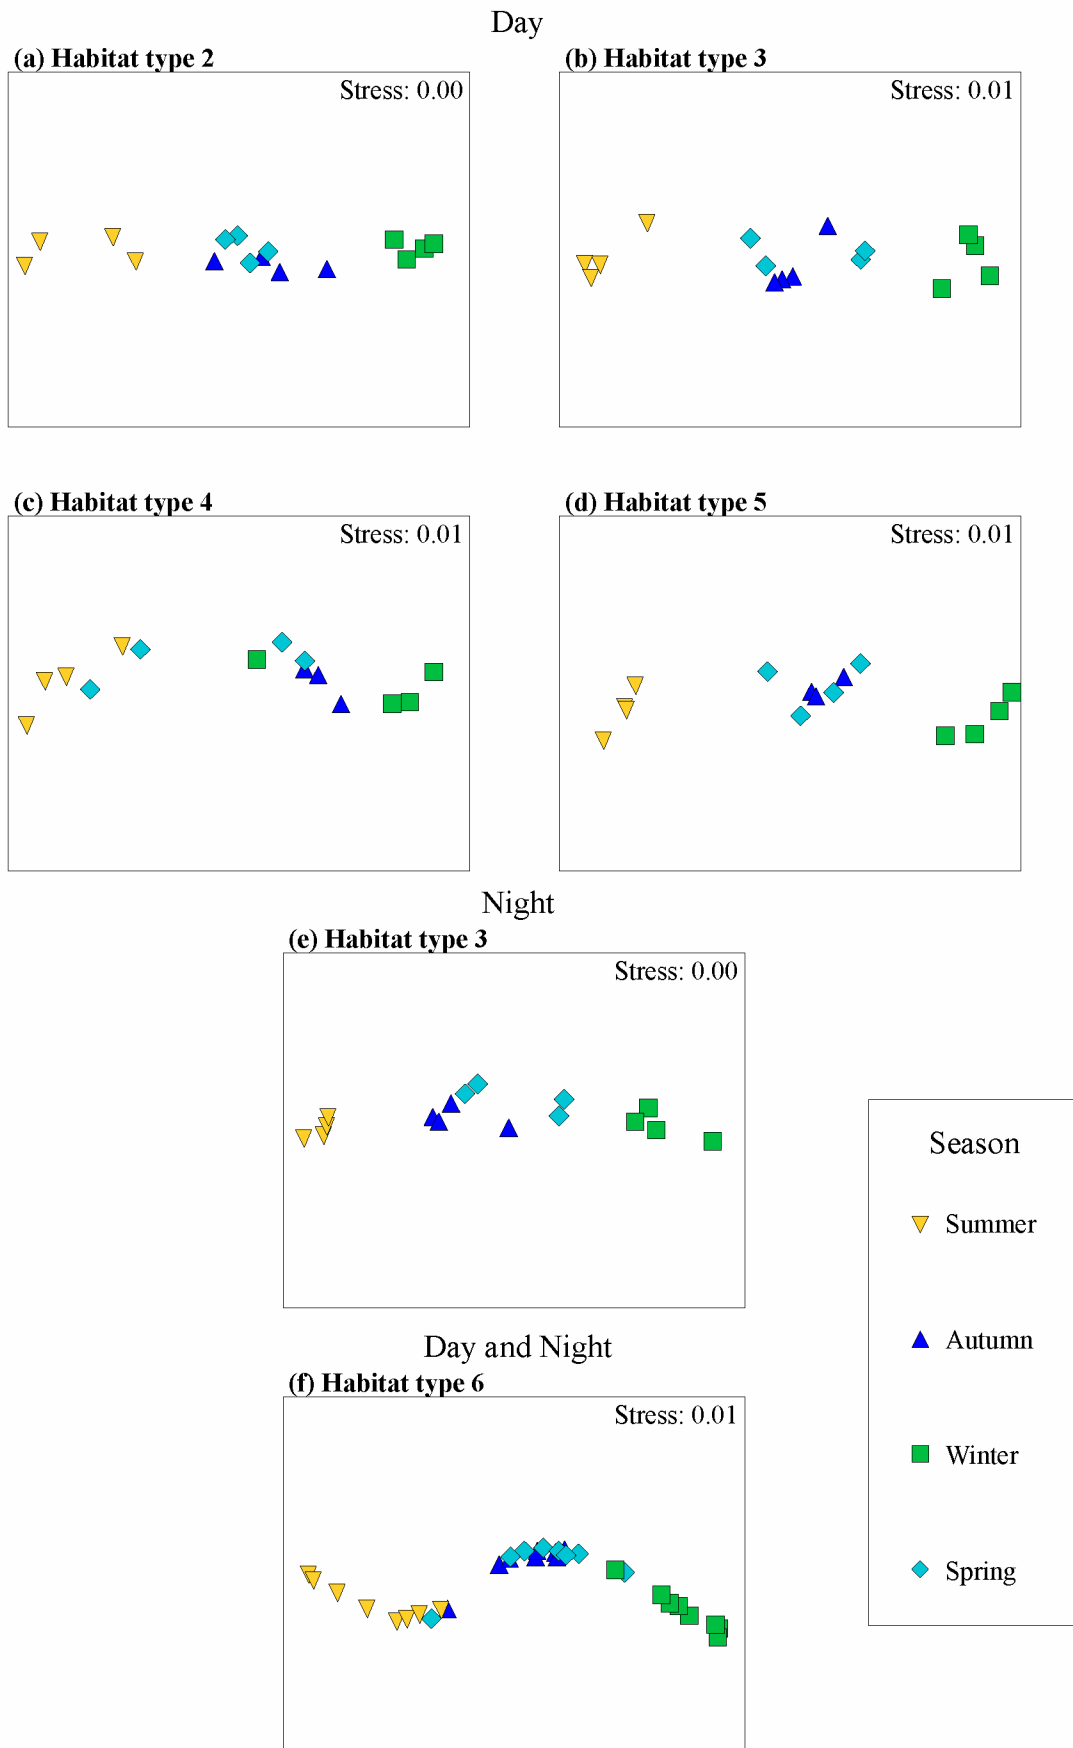 Day
(a) Habitat type 2
Stress: 0.00
(b) Habitat type 3
Stress: 0.01
(c) Habitat type 4
Stress: 0.01
(d) Habitat type 5
Stress: 0.01
Night
(e) Habitat type 3
Stress: 0.00
Day and Night
(f) Habitat type 6
Stress: 0.01
Season
Summer
Autumn
Winter
Spring